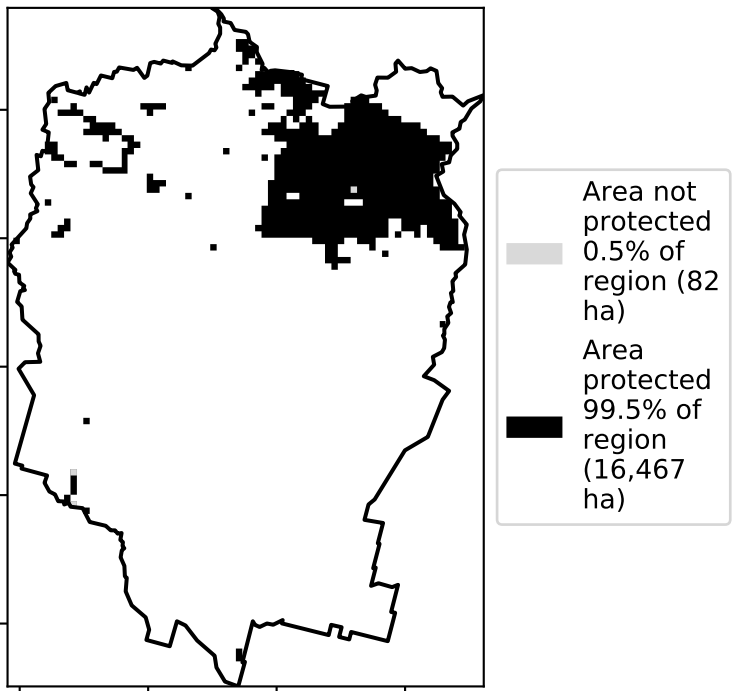 Area not
protected
0.5% of
region (82
ha)
Area
protected
99.5% of
region
(16,467
ha)